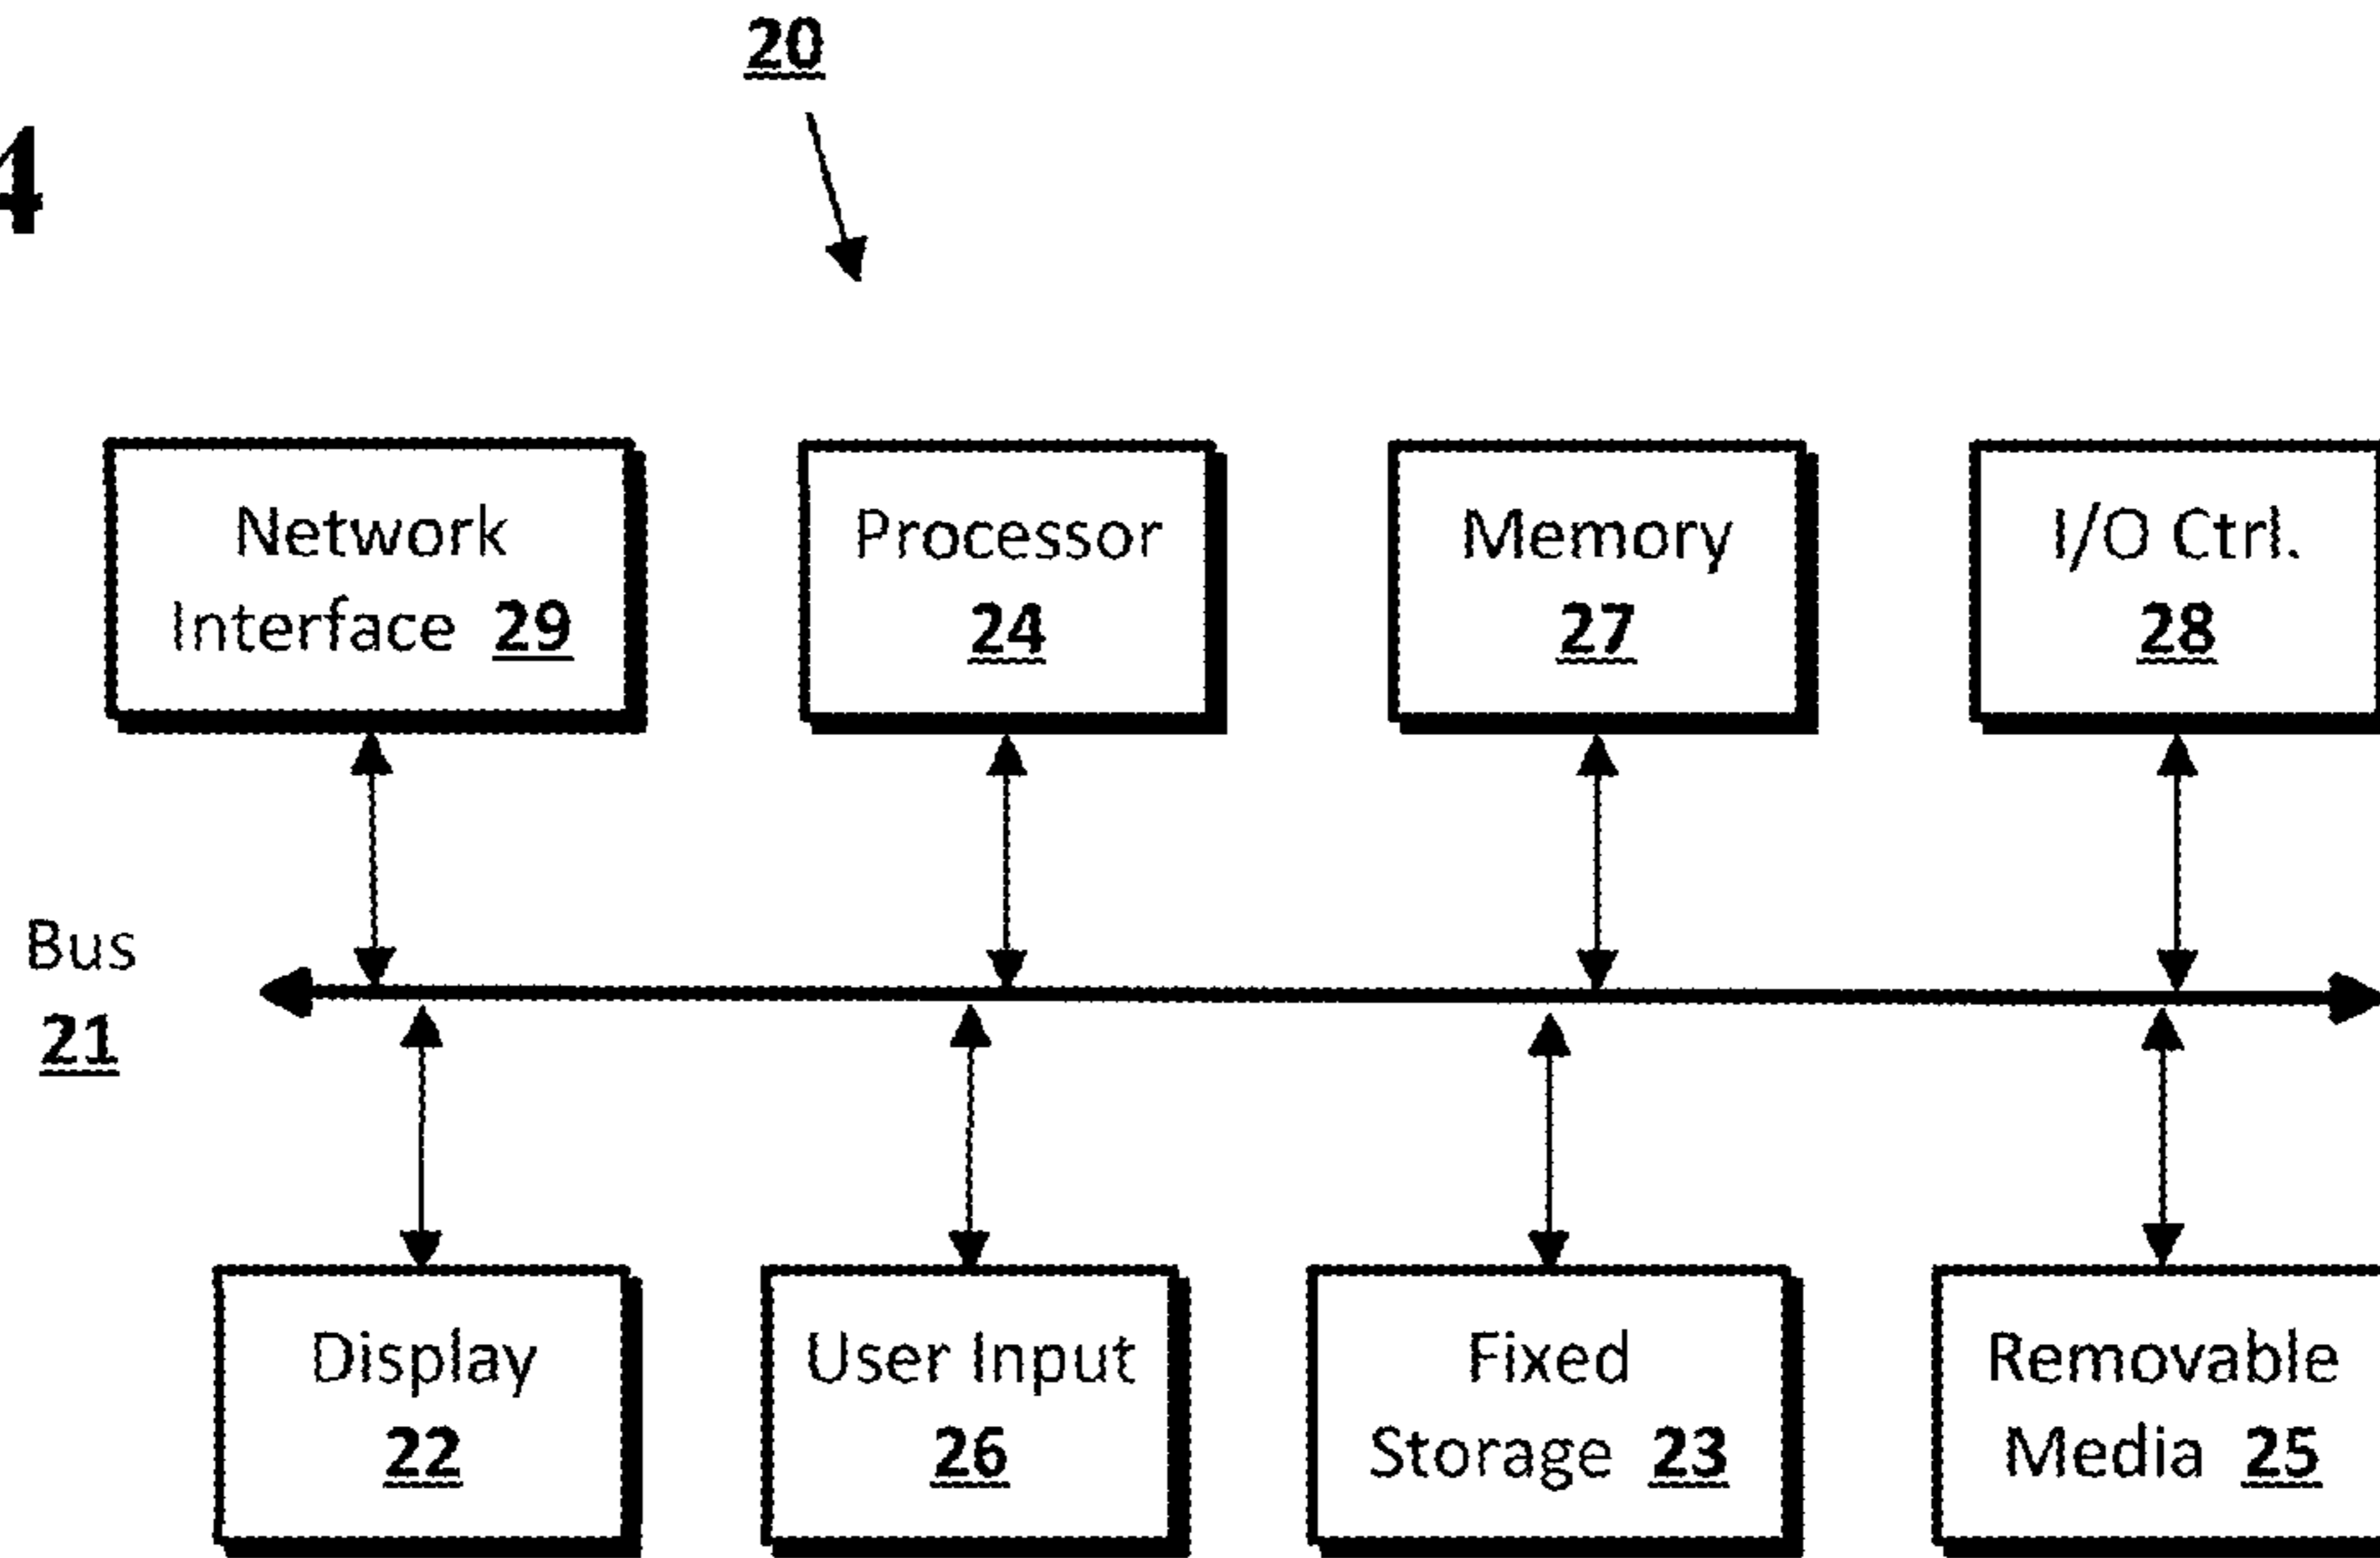 20
4
Network
Interface 29
Processor
24
Memory
27
I/O Ctrl.
28
Bus
21
Display
22
User Input
26
Fixed
Storage 23
Removable
Media 25